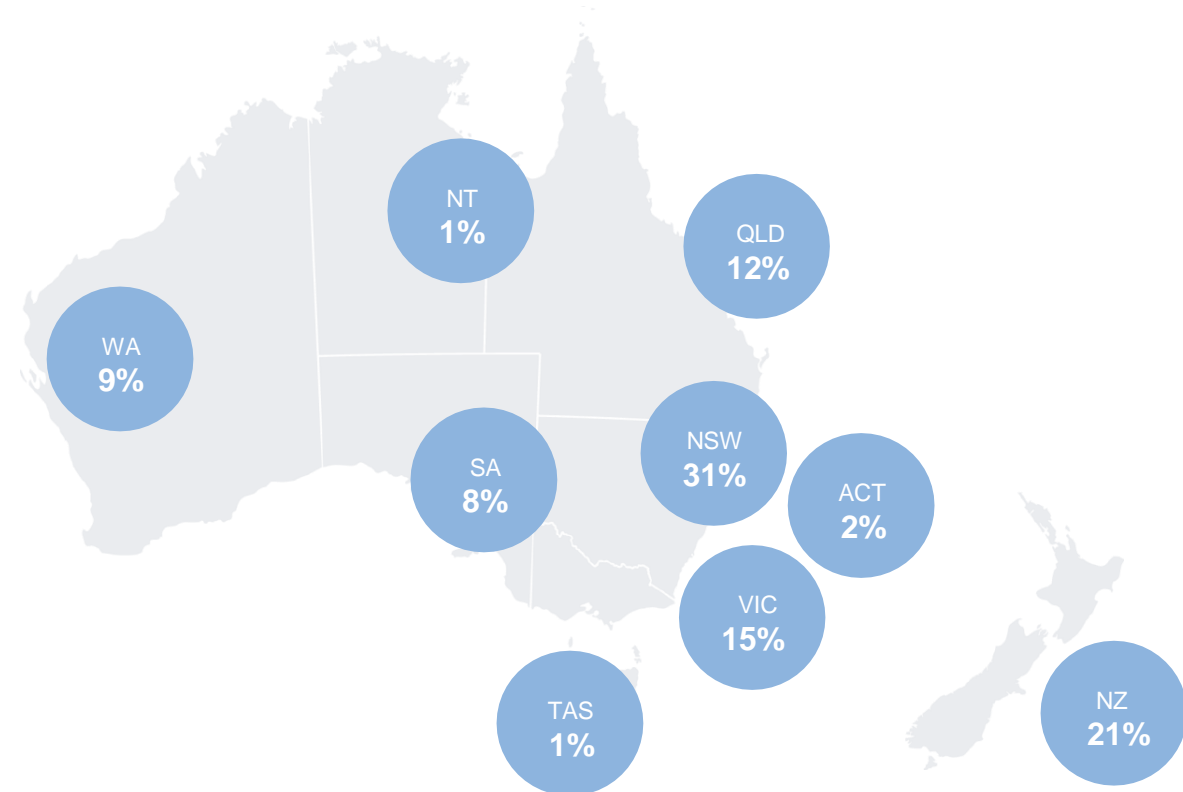 NT
1%
QLD
12%
WA
9%
NSW
31%
SA
8%
ACT
2%
VIC
15%
TAS
1%
NZ
21%